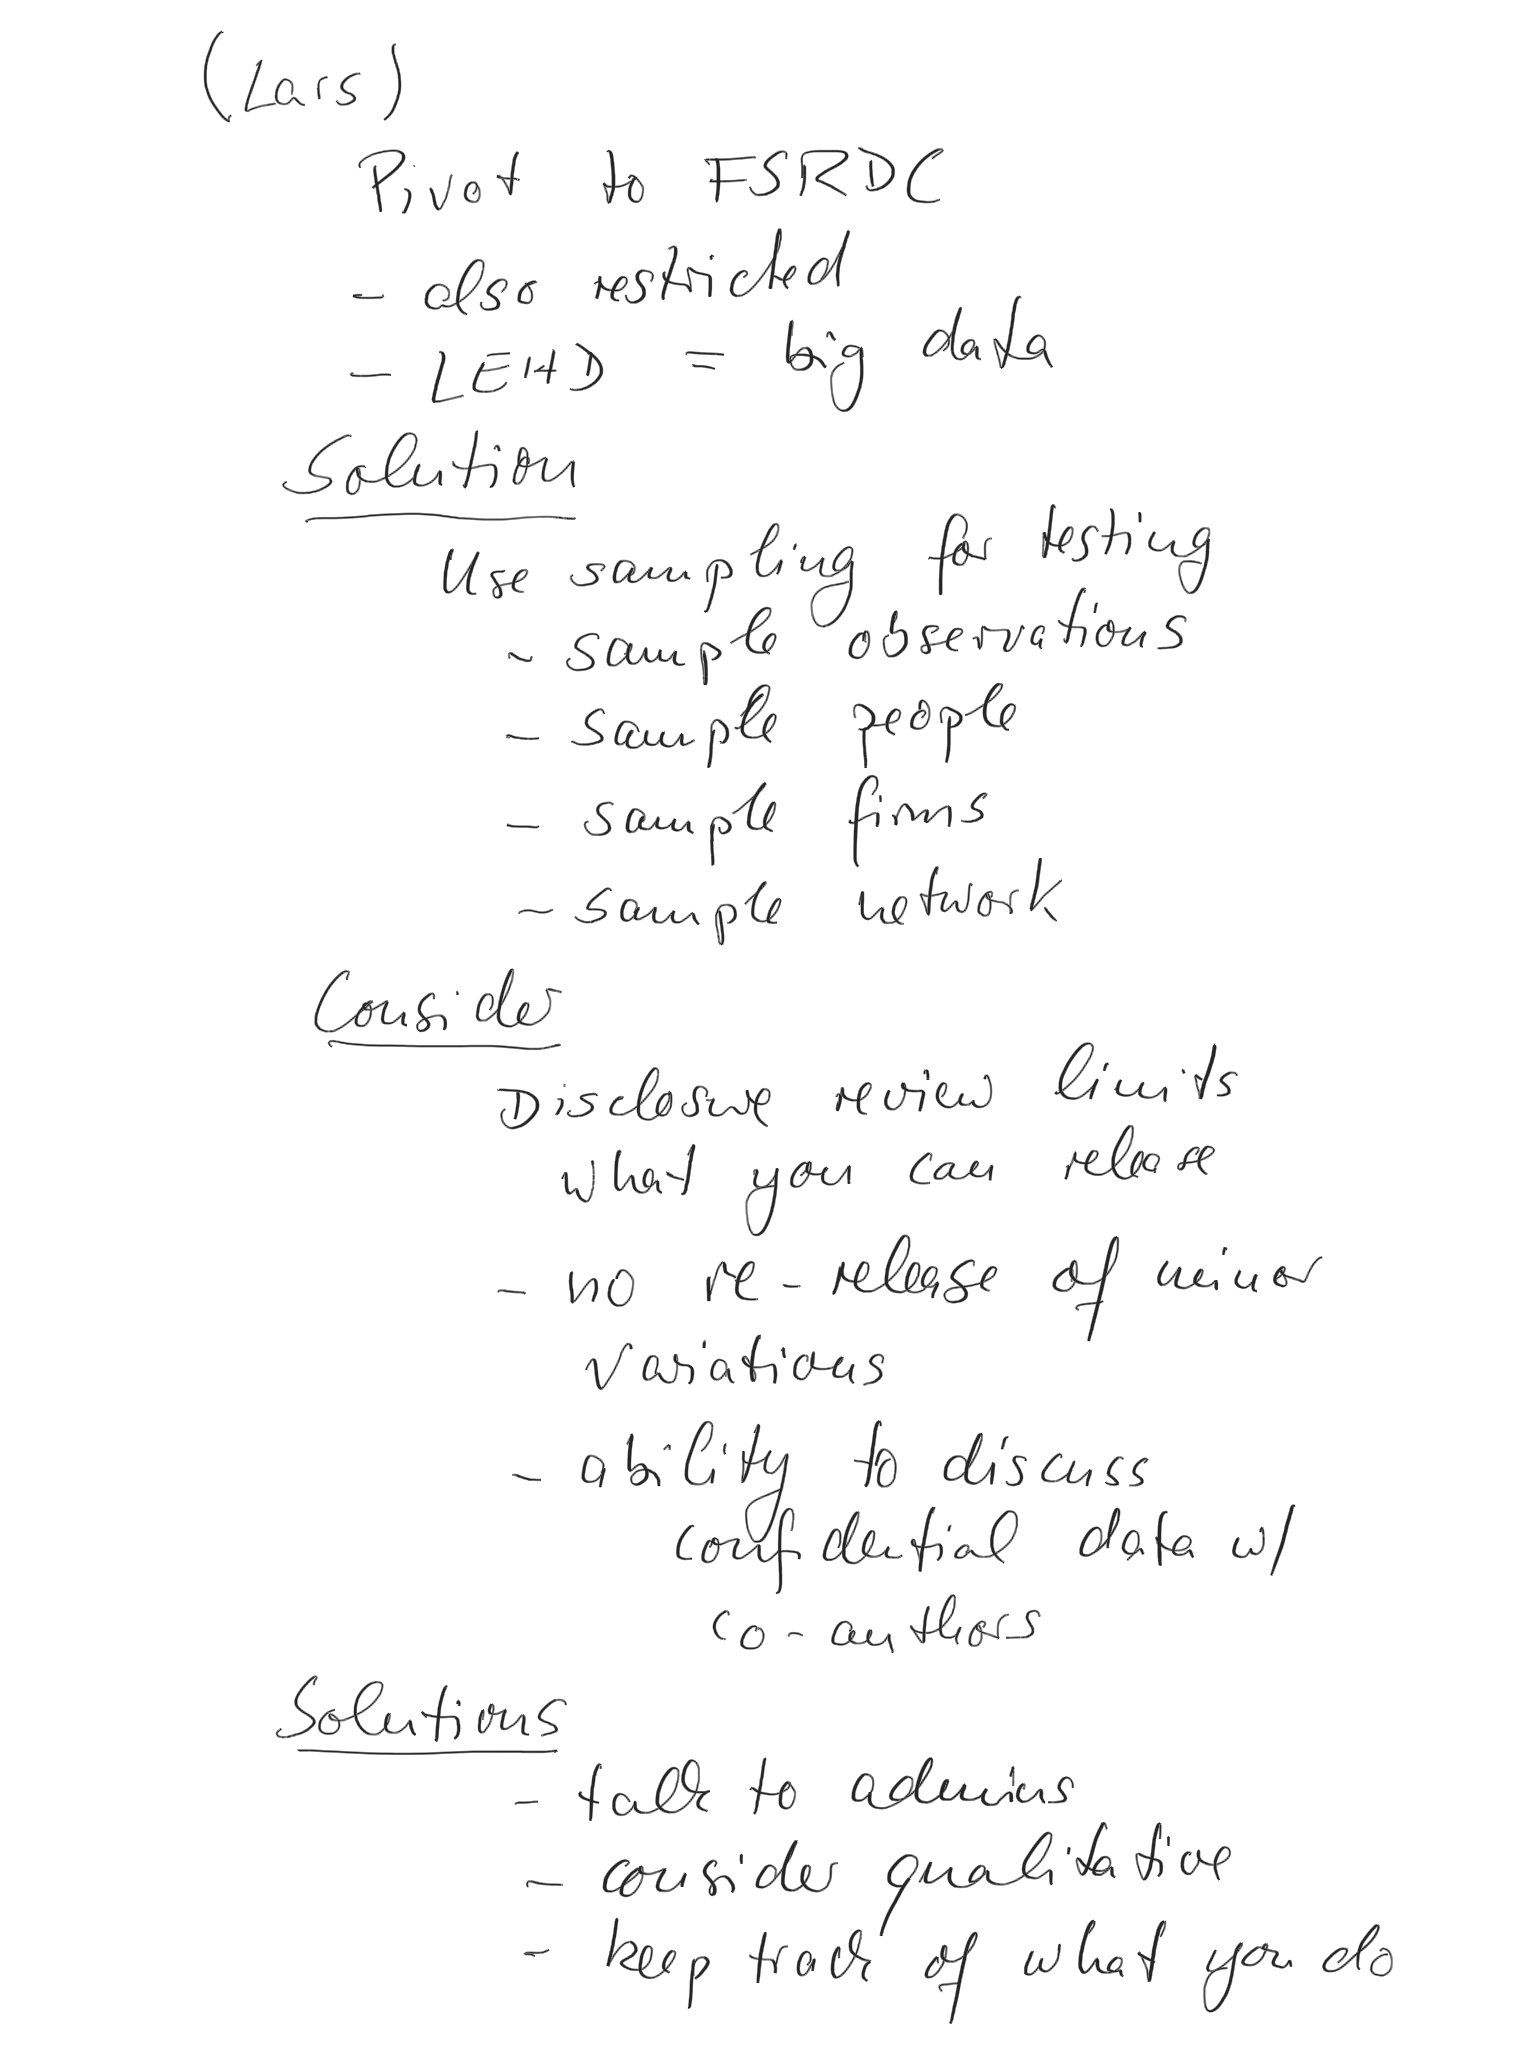 (Lars)
Pivot to FSRDC
- also restricted
- LEHD = big data
Solution
Use sampling for testing
- sample observations
- sample people
- sample firms
- sample network
Consider
Disclosure review limits
what you can release
- no re-release of minor
variations
- ability to discuss
confidential data w/
co-authors
Solutions
- talk to admins
- consider qualitative
- keep track of what you do